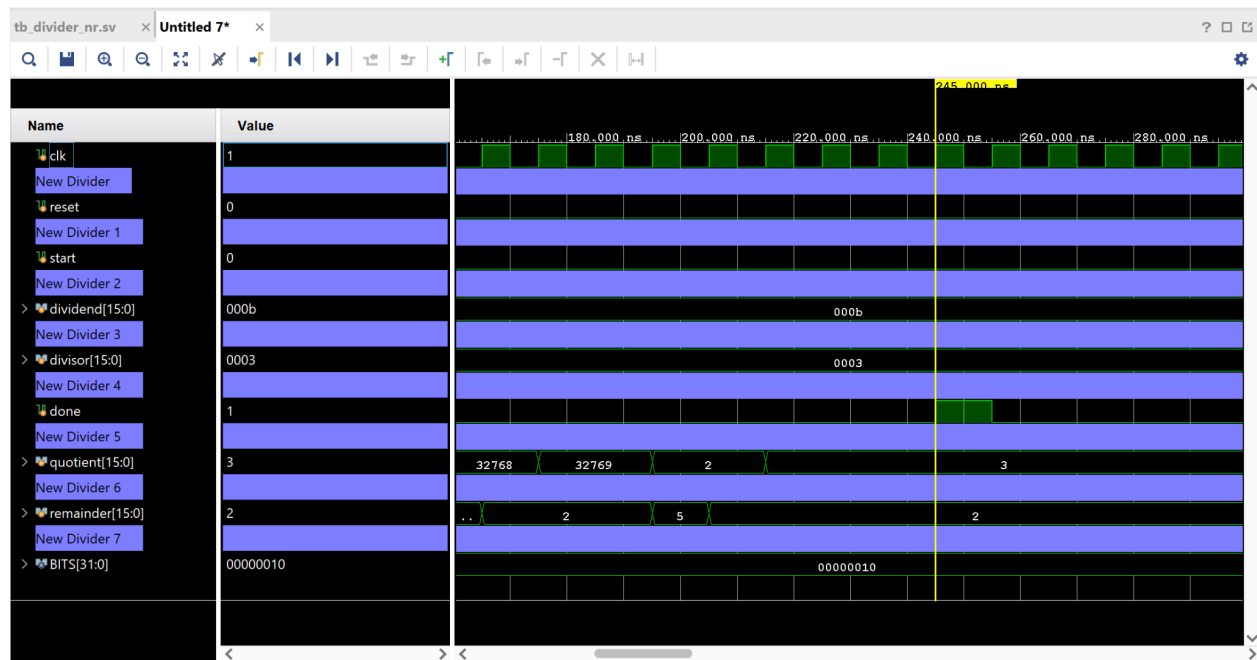 tb_divider_nr.sv × Untitled 7* × ? 
245.000 ns
Name Value 180.000 ns 200.000 ns 220.000 ns 240.000 ns 260.000 ns 280.000 ns
clk 1
New Divider
reset 0
New Divider 1
start 0
New Divider 2
> dividend[15:0] 000b 000b
New Divider 3
> divisor[15:0] 0003 0003
New Divider 4
done 1
New Divider 5
> quotient[15:0] 3 32768 32769 2 3
New Divider 6
> remainder[15:0] 2 .. 2 5 2
New Divider 7
> BITS[31:0] 00000010 00000010